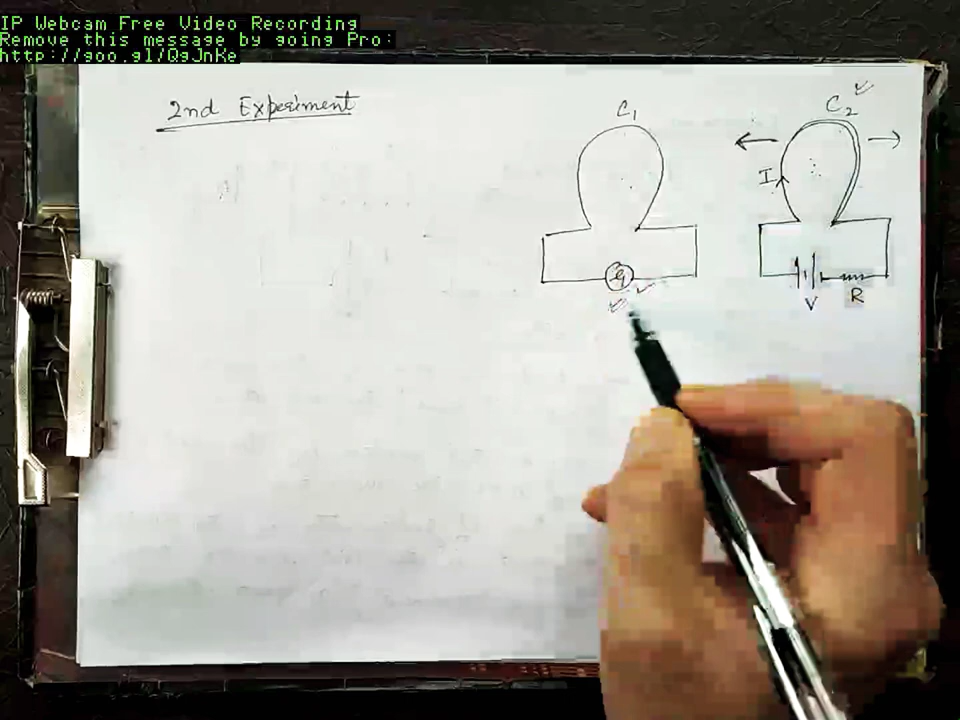 IP Webcam Free Video Recording
Remove this message by going Pro:
http://goo.gl/QgJnKe
2nd Experiment
C1
C2
I
G
V
R